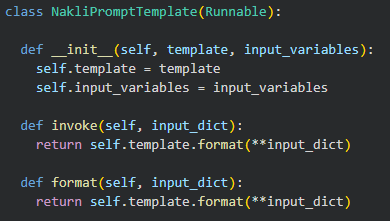 class NakliPromptTemplate(Runnable):
def __init__(self, template, input_variables):
self.template = template
self.input_variables = input_variables
def invoke(self, input_dict):
return self.template.format(**input_dict)
def format(self, input_dict):
return self.template.format(**input_dict)